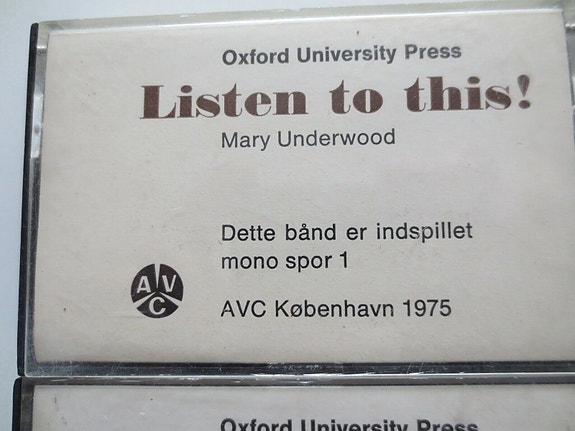 Oxford University Press
Listen to this!
Mary Underwood
Dette bånd er indspillet
mono spor 1
AVC
AVC København 1975
Oxford University Press